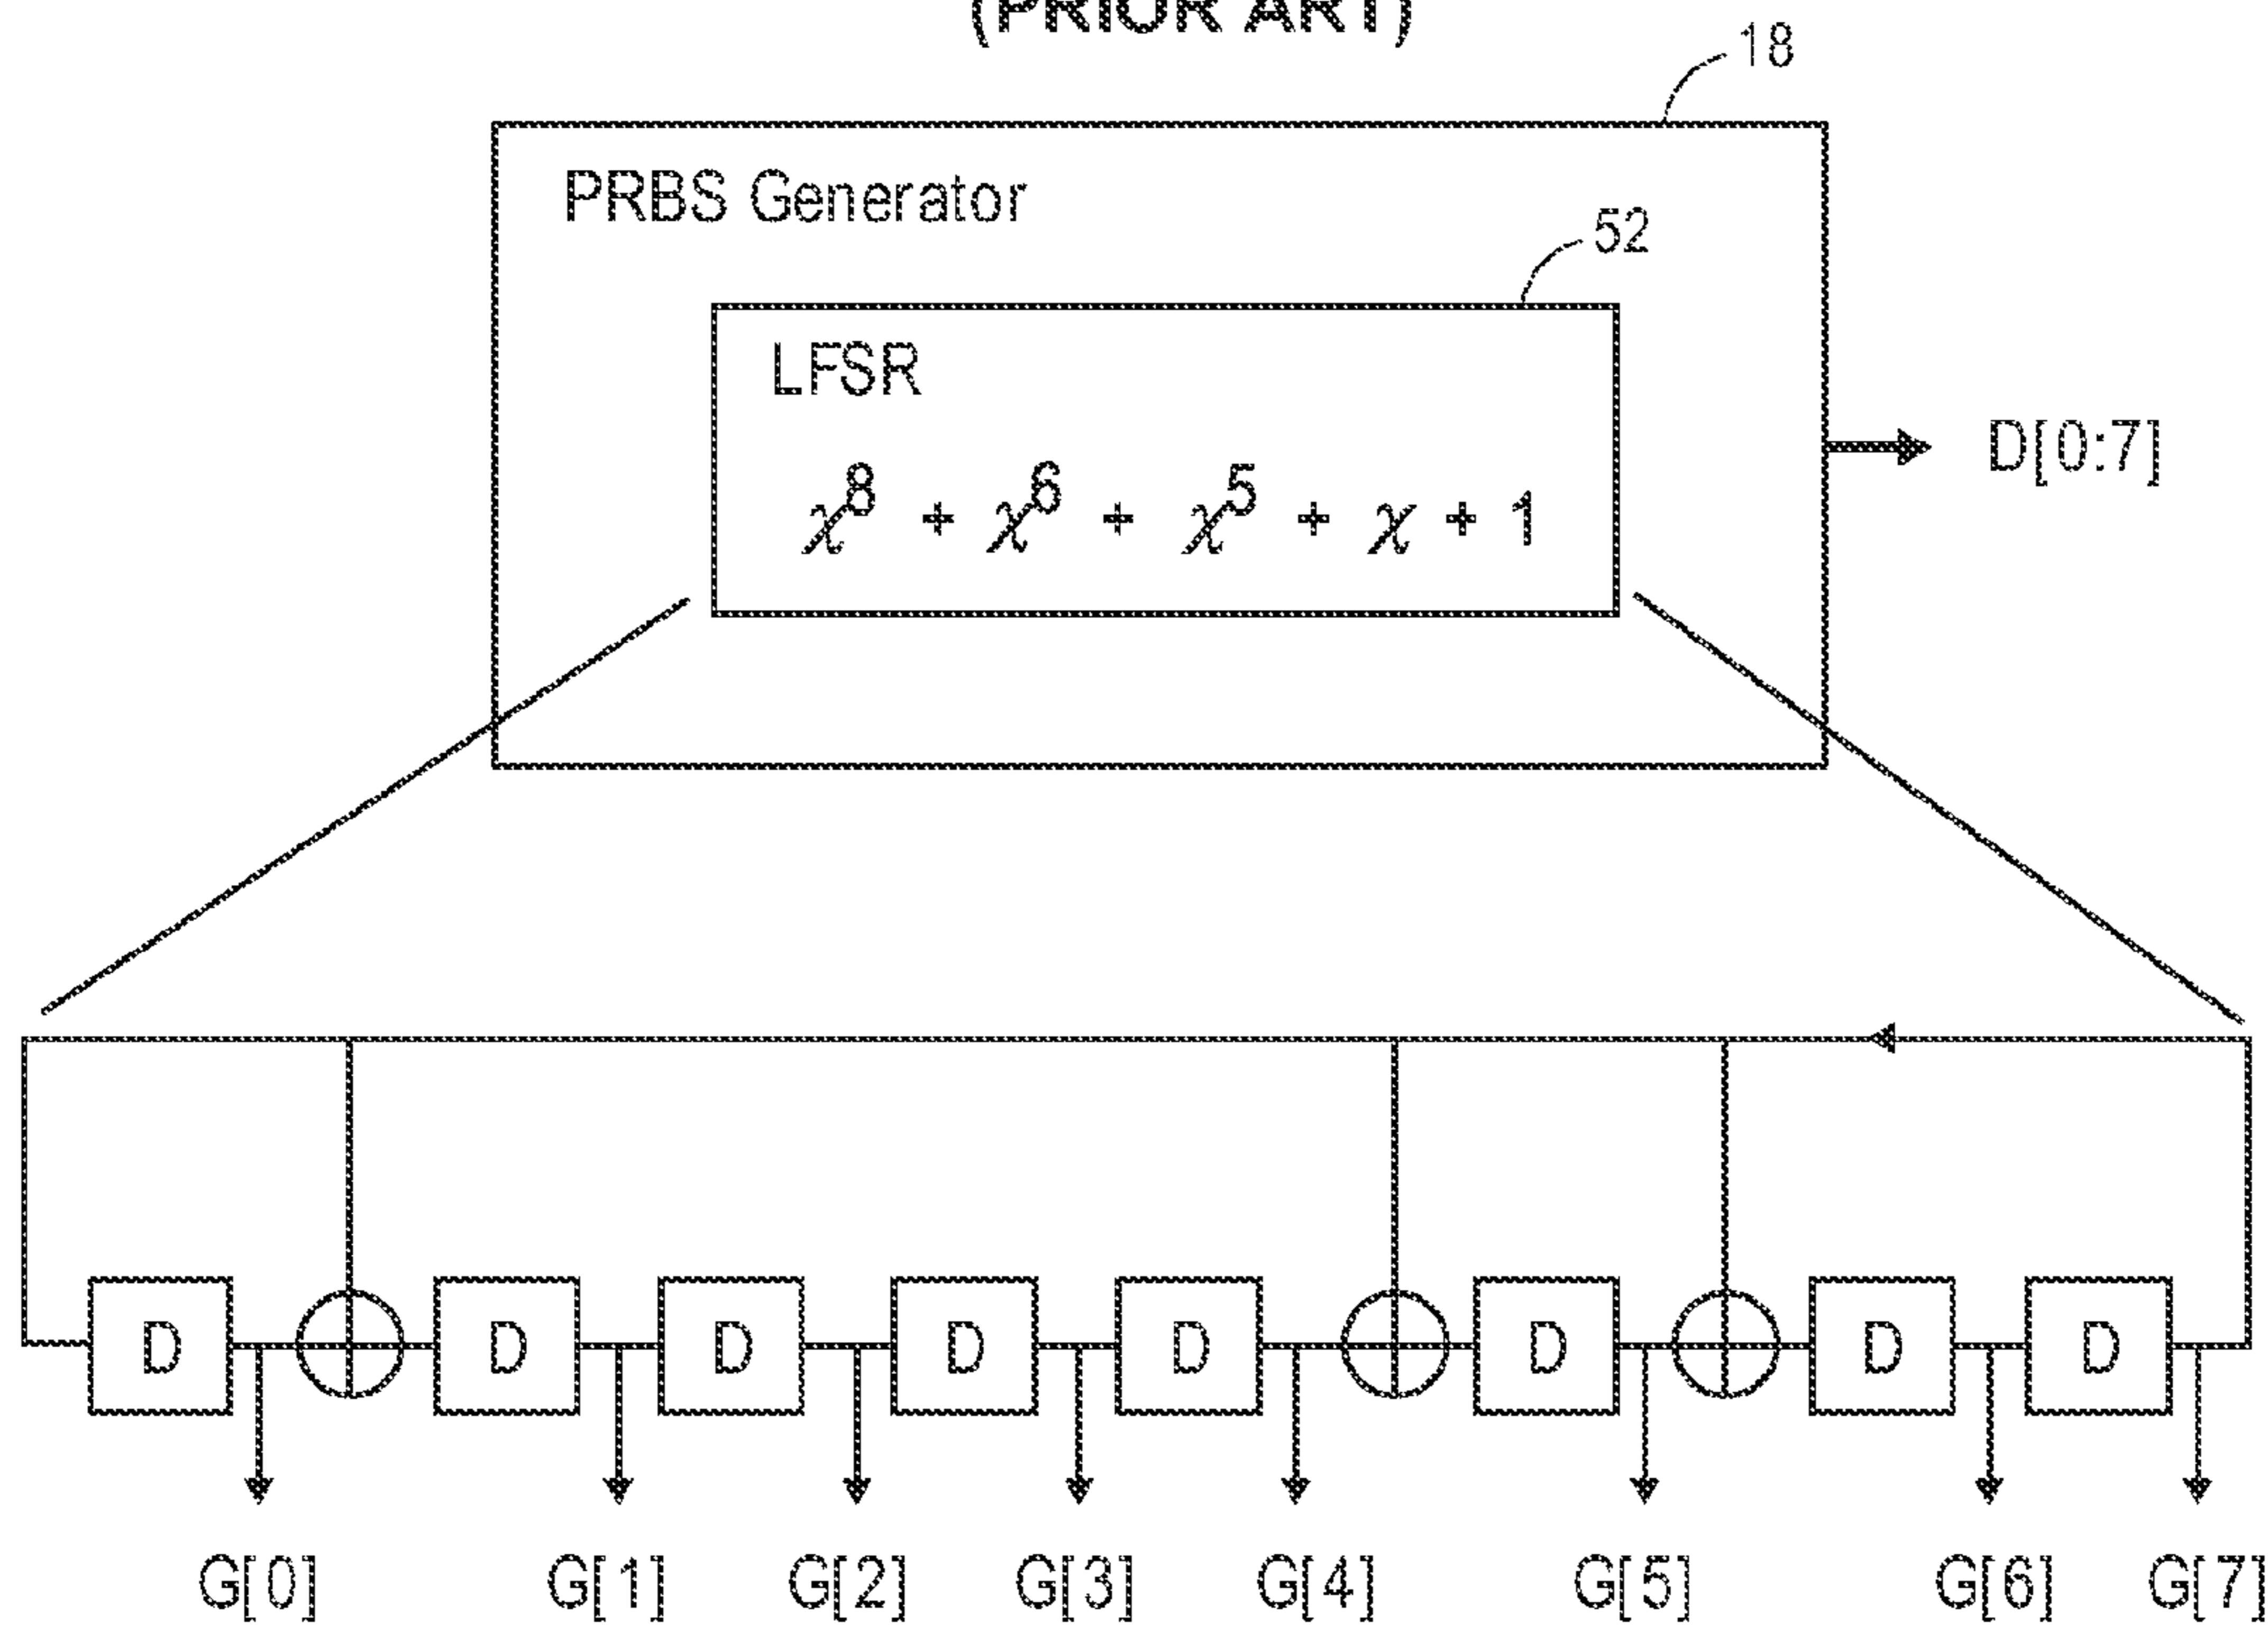 (PRIOR ART)
18
PRBS Generator
52
LFSR
χ⁸ + χ⁶ + χ⁵ + χ + 1
D[0:7]
D D D D D D D D
G[0] G[1] G[2] G[3] G[4] G[5] G[6] G[7]